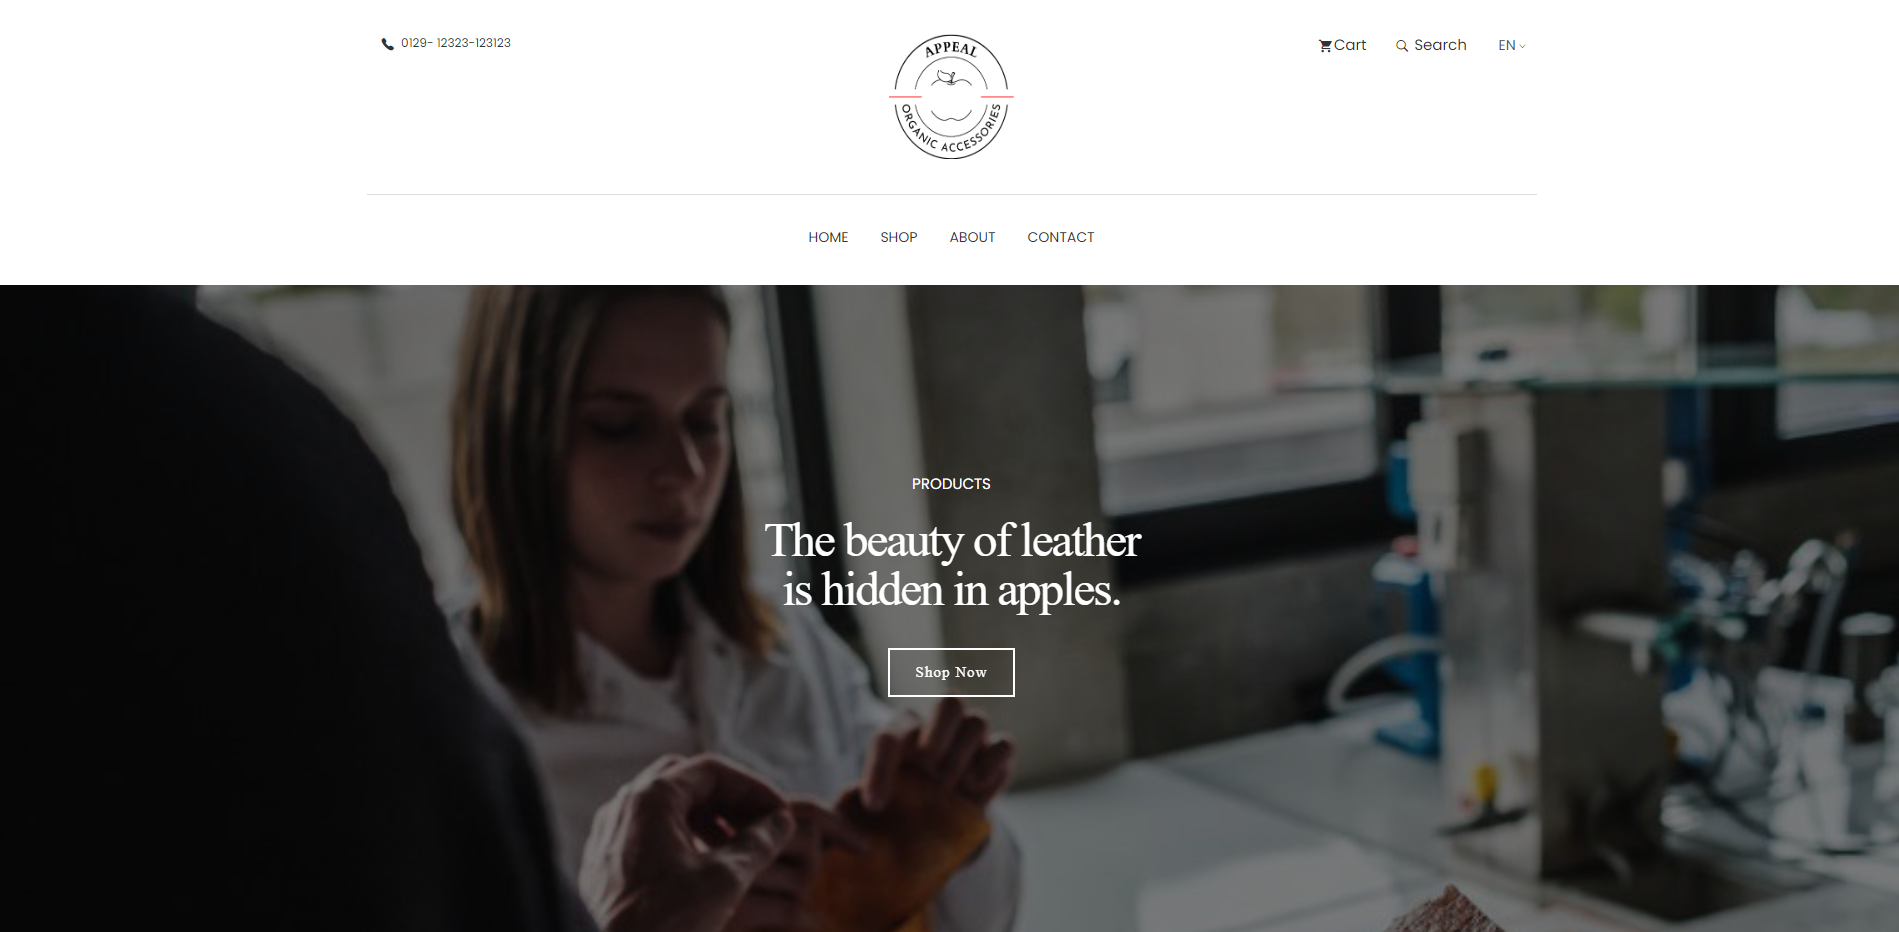 0129- 12323-123123
APPEAL
ORGANIC ACCESSORIES
Cart
Search
EN
HOME
SHOP
ABOUT
CONTACT
PRODUCTS
The beauty of leather
is hidden in apples.
Shop Now